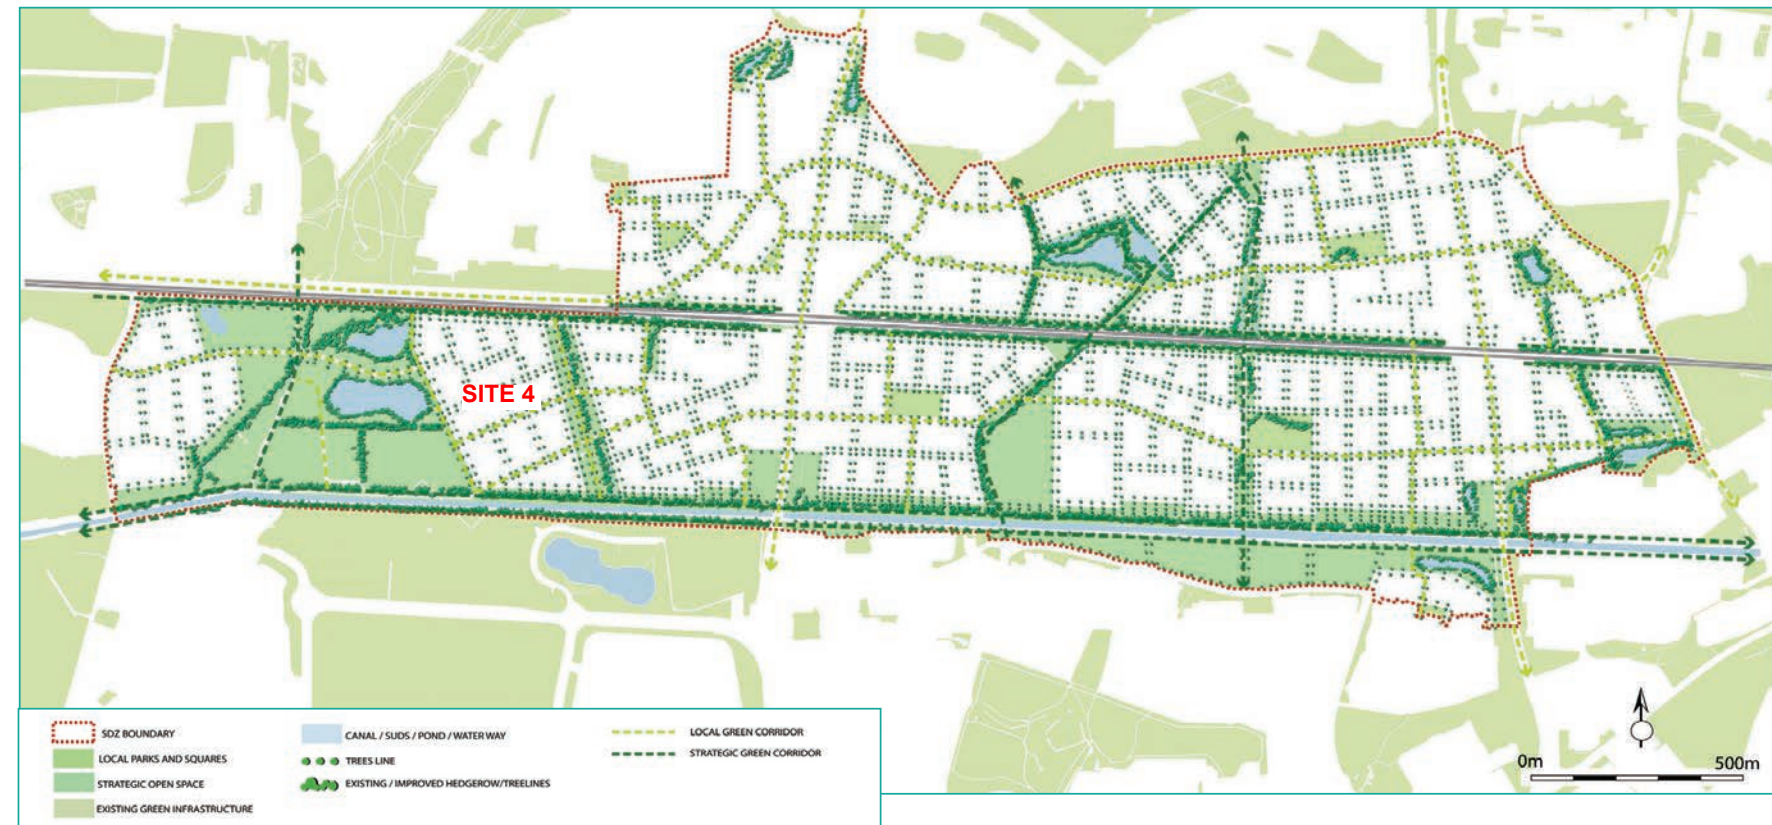 SITE 4
0m 500m
SDZ BOUNDARY
LOCAL PARKS AND SQUARES
STRATEGIC OPEN SPACE
EXISTING GREEN INFRASTRUCTURE
CANAL / SUDS / POND / WATER WAY
TREES LINE
EXISTING / IMPROVED HEDGEROW/TREELINES
LOCAL GREEN CORRIDOR
STRATEGIC GREEN CORRIDOR